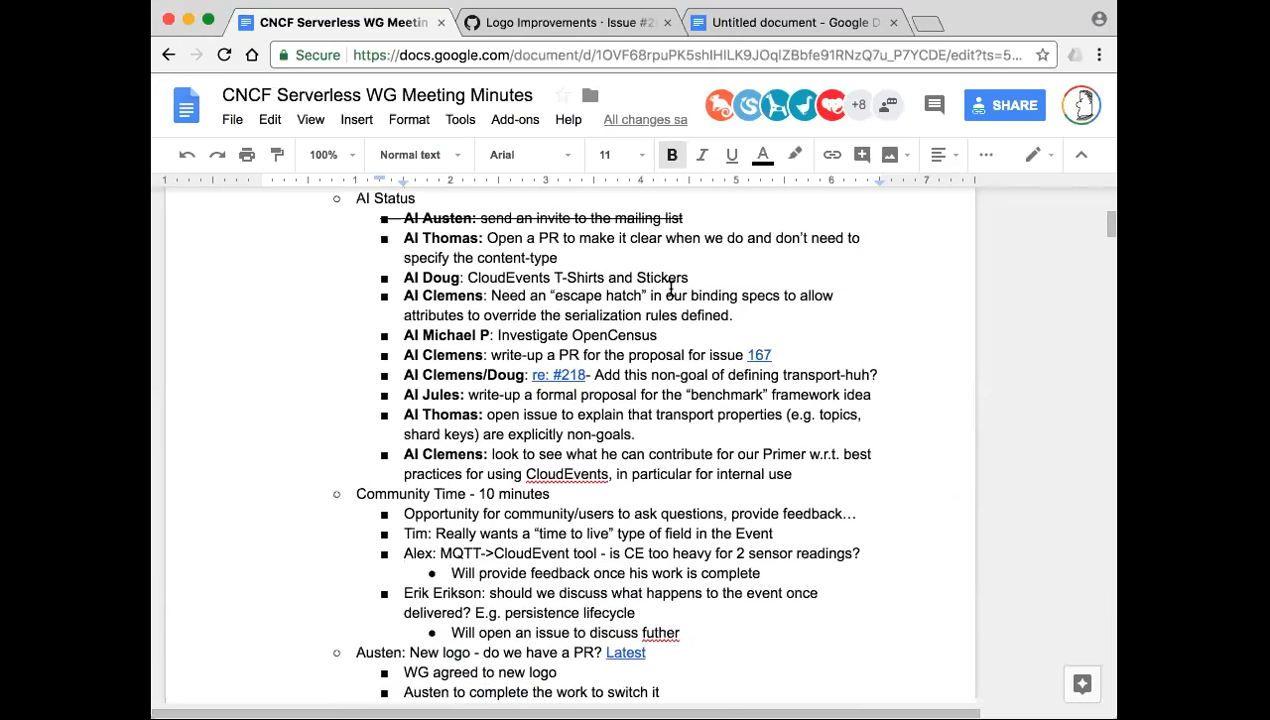 CNCF Serverless WG Meetin
Logo Improvements · Issue #2
Untitled document - Google D
Secure
https://docs.google.com/document/d/1OVF68rpuPK5shIHILK9JOqIZBbfe91RNzQ7u_P7YCDE/edit?ts=5...
CNCF Serverless WG Meeting Minutes
+8
SHARE
File Edit View Insert Format Tools Add-ons Help All changes sa
100% Normal text Arial 11 B I U A
1 1 2 3 4 5 6 7
AI Status
AI Austen: send an invite to the mailing list
AI Thomas: Open a PR to make it clear when we do and don’t need to
specify the content-type
AI Doug: CloudEvents T-Shirts and Stickers
AI Clemens: Need an “escape hatch” in our binding specs to allow
attributes to override the serialization rules defined.
AI Michael P: Investigate OpenCensus
AI Clemens: write-up a PR for the proposal for issue 167
AI Clemens/Doug: re: #218- Add this non-goal of defining transport-huh?
AI Jules: write-up a formal proposal for the “benchmark” framework idea
AI Thomas: open issue to explain that transport properties (e.g. topics,
shard keys) are explicitly non-goals.
AI Clemens: look to see what he can contribute for our Primer w.r.t. best
practices for using CloudEvents, in particular for internal use
Community Time - 10 minutes
Opportunity for community/users to ask questions, provide feedback…
Tim: Really wants a “time to live” type of field in the Event
Alex: MQTT->CloudEvent tool - is CE too heavy for 2 sensor readings?
Will provide feedback once his work is complete
Erik Erikson: should we discuss what happens to the event once
delivered? E.g. persistence lifecycle
Will open an issue to discuss futher
Austen: New logo - do we have a PR? Latest
WG agreed to new logo
Austen to complete the work to switch it